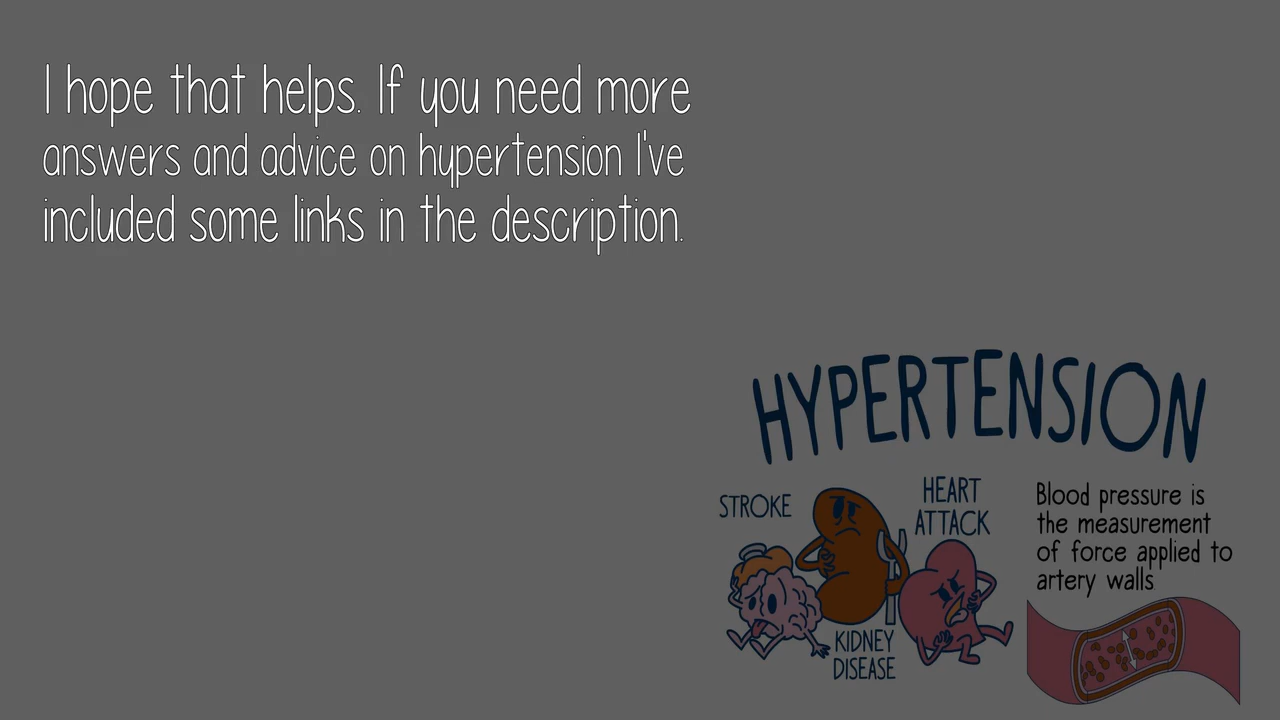 I hope that helps. If you need more
answers and advice on hypertension I've
included some links in the description.
HYPERTENSION
STROKE
HEART
ATTACK
KIDNEY
DISEASE
Blood pressure is
the measurement
of force applied to
artery walls